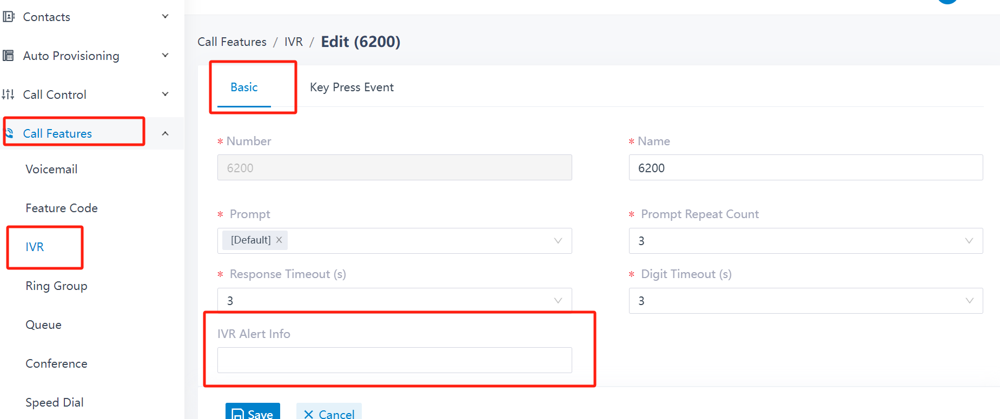 Contacts
Auto Provisioning
Call Control
Call Features
Voicemail
Feature Code
IVR
Ring Group
Queue
Conference
Speed Dial
Call Features / IVR / Edit (6200)
Basic Key Press Event
* Number
6200
* Name
6200
* Prompt
[Default] ×
* Prompt Repeat Count
3
* Response Timeout (s)
3
* Digit Timeout (s)
3
IVR Alert Info
Save Cancel